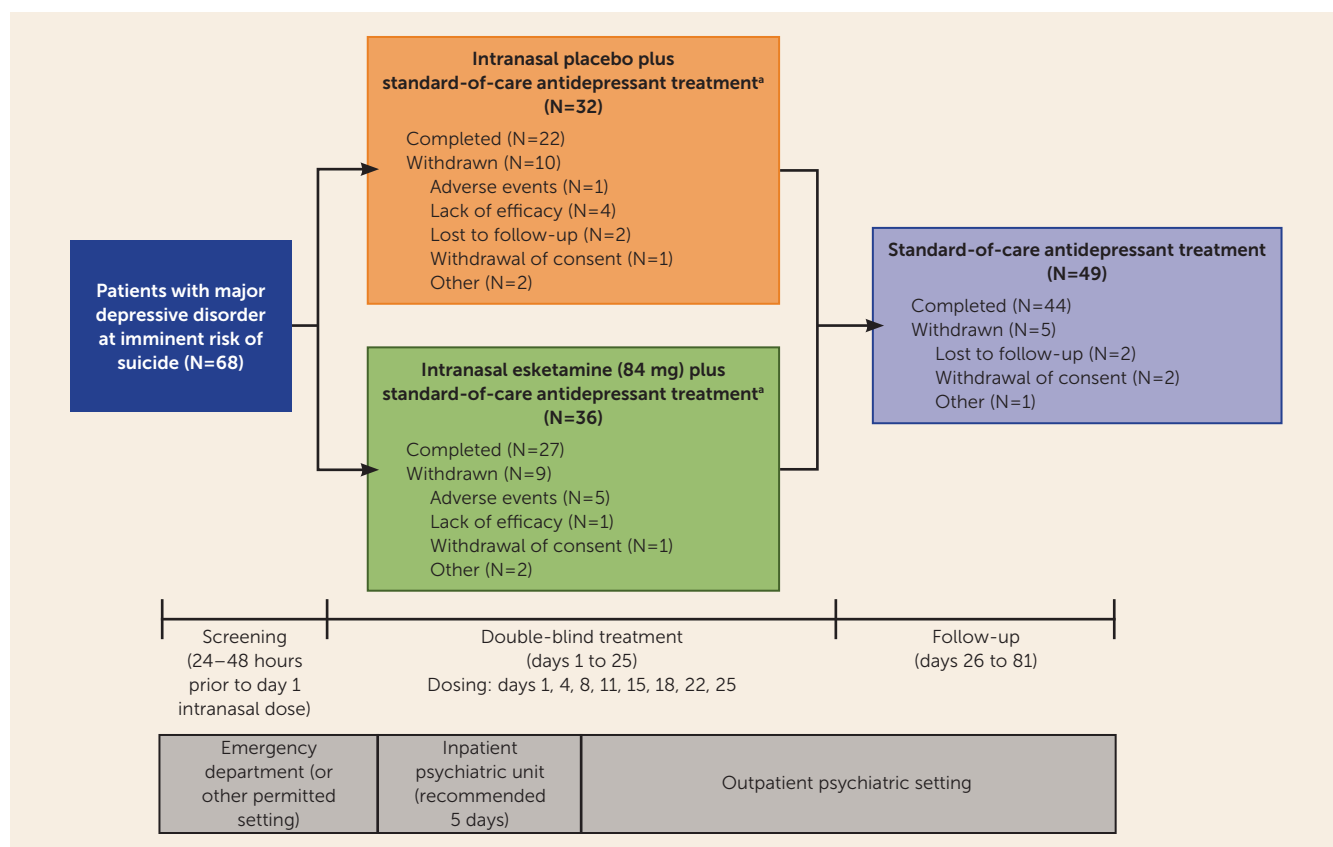 Intranasal placebo plus
standard-of-care antidepressant treatmentᵃ
(N=32)
Completed (N=22)
Withdrawn (N=10)
Adverse events (N=1)
Lack of efficacy (N=4)
Lost to follow-up (N=2)
Withdrawal of consent (N=1)
Other (N=2)
Patients with major
depressive disorder
at imminent risk of
suicide (N=68)
Intranasal esketamine (84 mg) plus
standard-of-care antidepressant treatmentᵃ
(N=36)
Completed (N=27)
Withdrawn (N=9)
Adverse events (N=5)
Lack of efficacy (N=1)
Withdrawal of consent (N=1)
Other (N=2)
Standard-of-care antidepressant treatment
(N=49)
Completed (N=44)
Withdrawn (N=5)
Lost to follow-up (N=2)
Withdrawal of consent (N=2)
Other (N=1)
Screening
(24–48 hours
prior to day 1
intranasal dose)
Double-blind treatment
(days 1 to 25)
Dosing: days 1, 4, 8, 11, 15, 18, 22, 25
Follow-up
(days 26 to 81)
Emergency
department (or
other permitted
setting)
Inpatient
psychiatric unit
(recommended
5 days)
Outpatient psychiatric setting